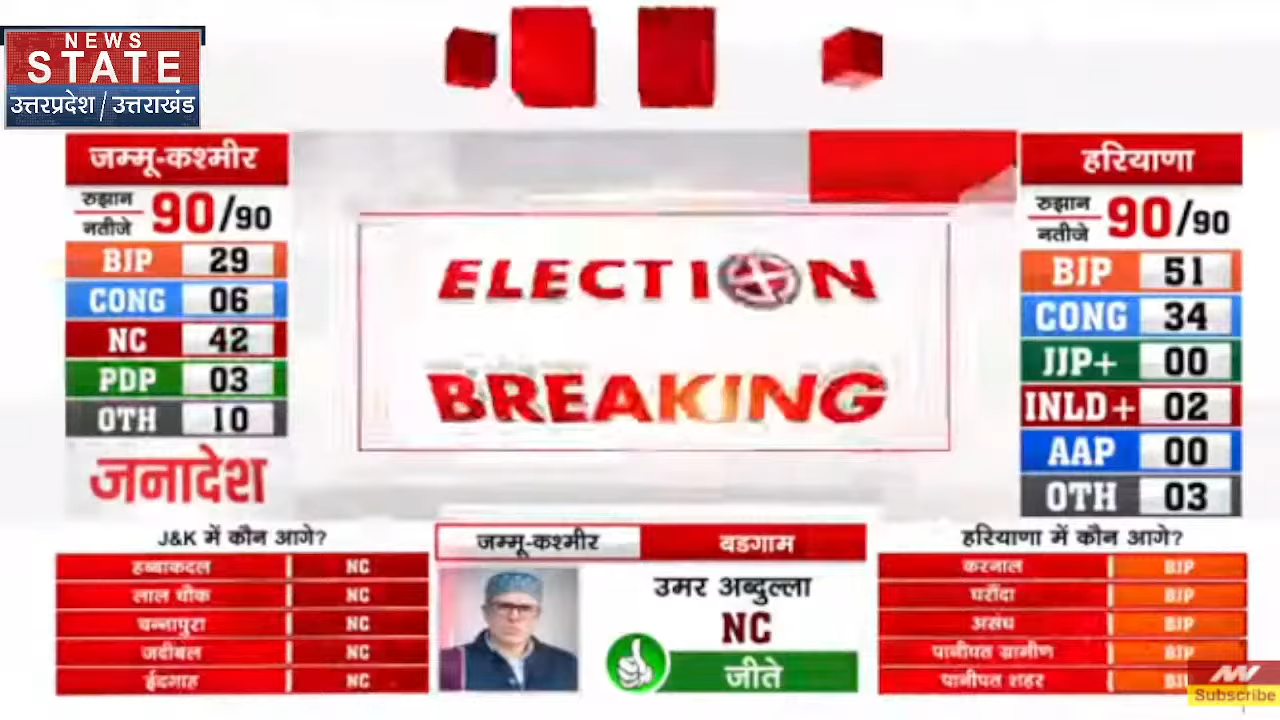 NEWS
STATE
उत्तरप्रदेश / उत्तराखंड
जम्मू-कश्मीर
रुझान
नतीजे
90/90
BJP 29
CONG 06
NC 42
PDP 03
OTH 10
जनादेश
ELECTION
BREAKING
हरियाणा
रुझान
नतीजे
90/90
BJP 51
CONG 34
JJP+ 00
INLD+ 02
AAP 00
OTH 03
J&K में कौन आगे?
हब्बाकदल NC
लाल चौक NC
चन्नापुरा NC
जदीबल NC
ईदगाह NC
जम्मू-कश्मीर बडगाम
उमर अब्दुल्ला
NC
जीते
हरियाणा में कौन आगे?
करनाल BJP
घरौंदा BJP
असंध BJP
पानीपत ग्रामीण BJP
पानीपत शहर
Subscribe